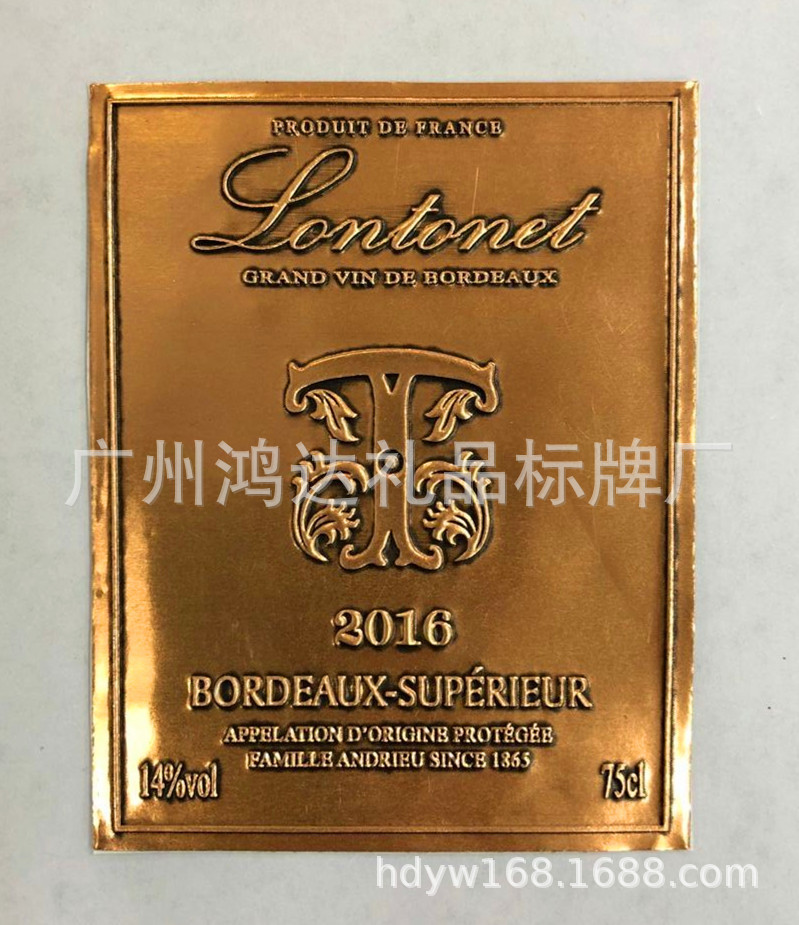 PRODUIT DE FRANCE
Lontonet
GRAND VIN DE BORDEAUX
T
广州鸿达礼品标牌厂
2016
BORDEAUX-SUPÉRIEUR
APPELATION D'ORIGINE PROTÉGÉE
FAMILLE ANDRIEU SINCE 1865
14%vol
75cl
hdyw168.1688.com